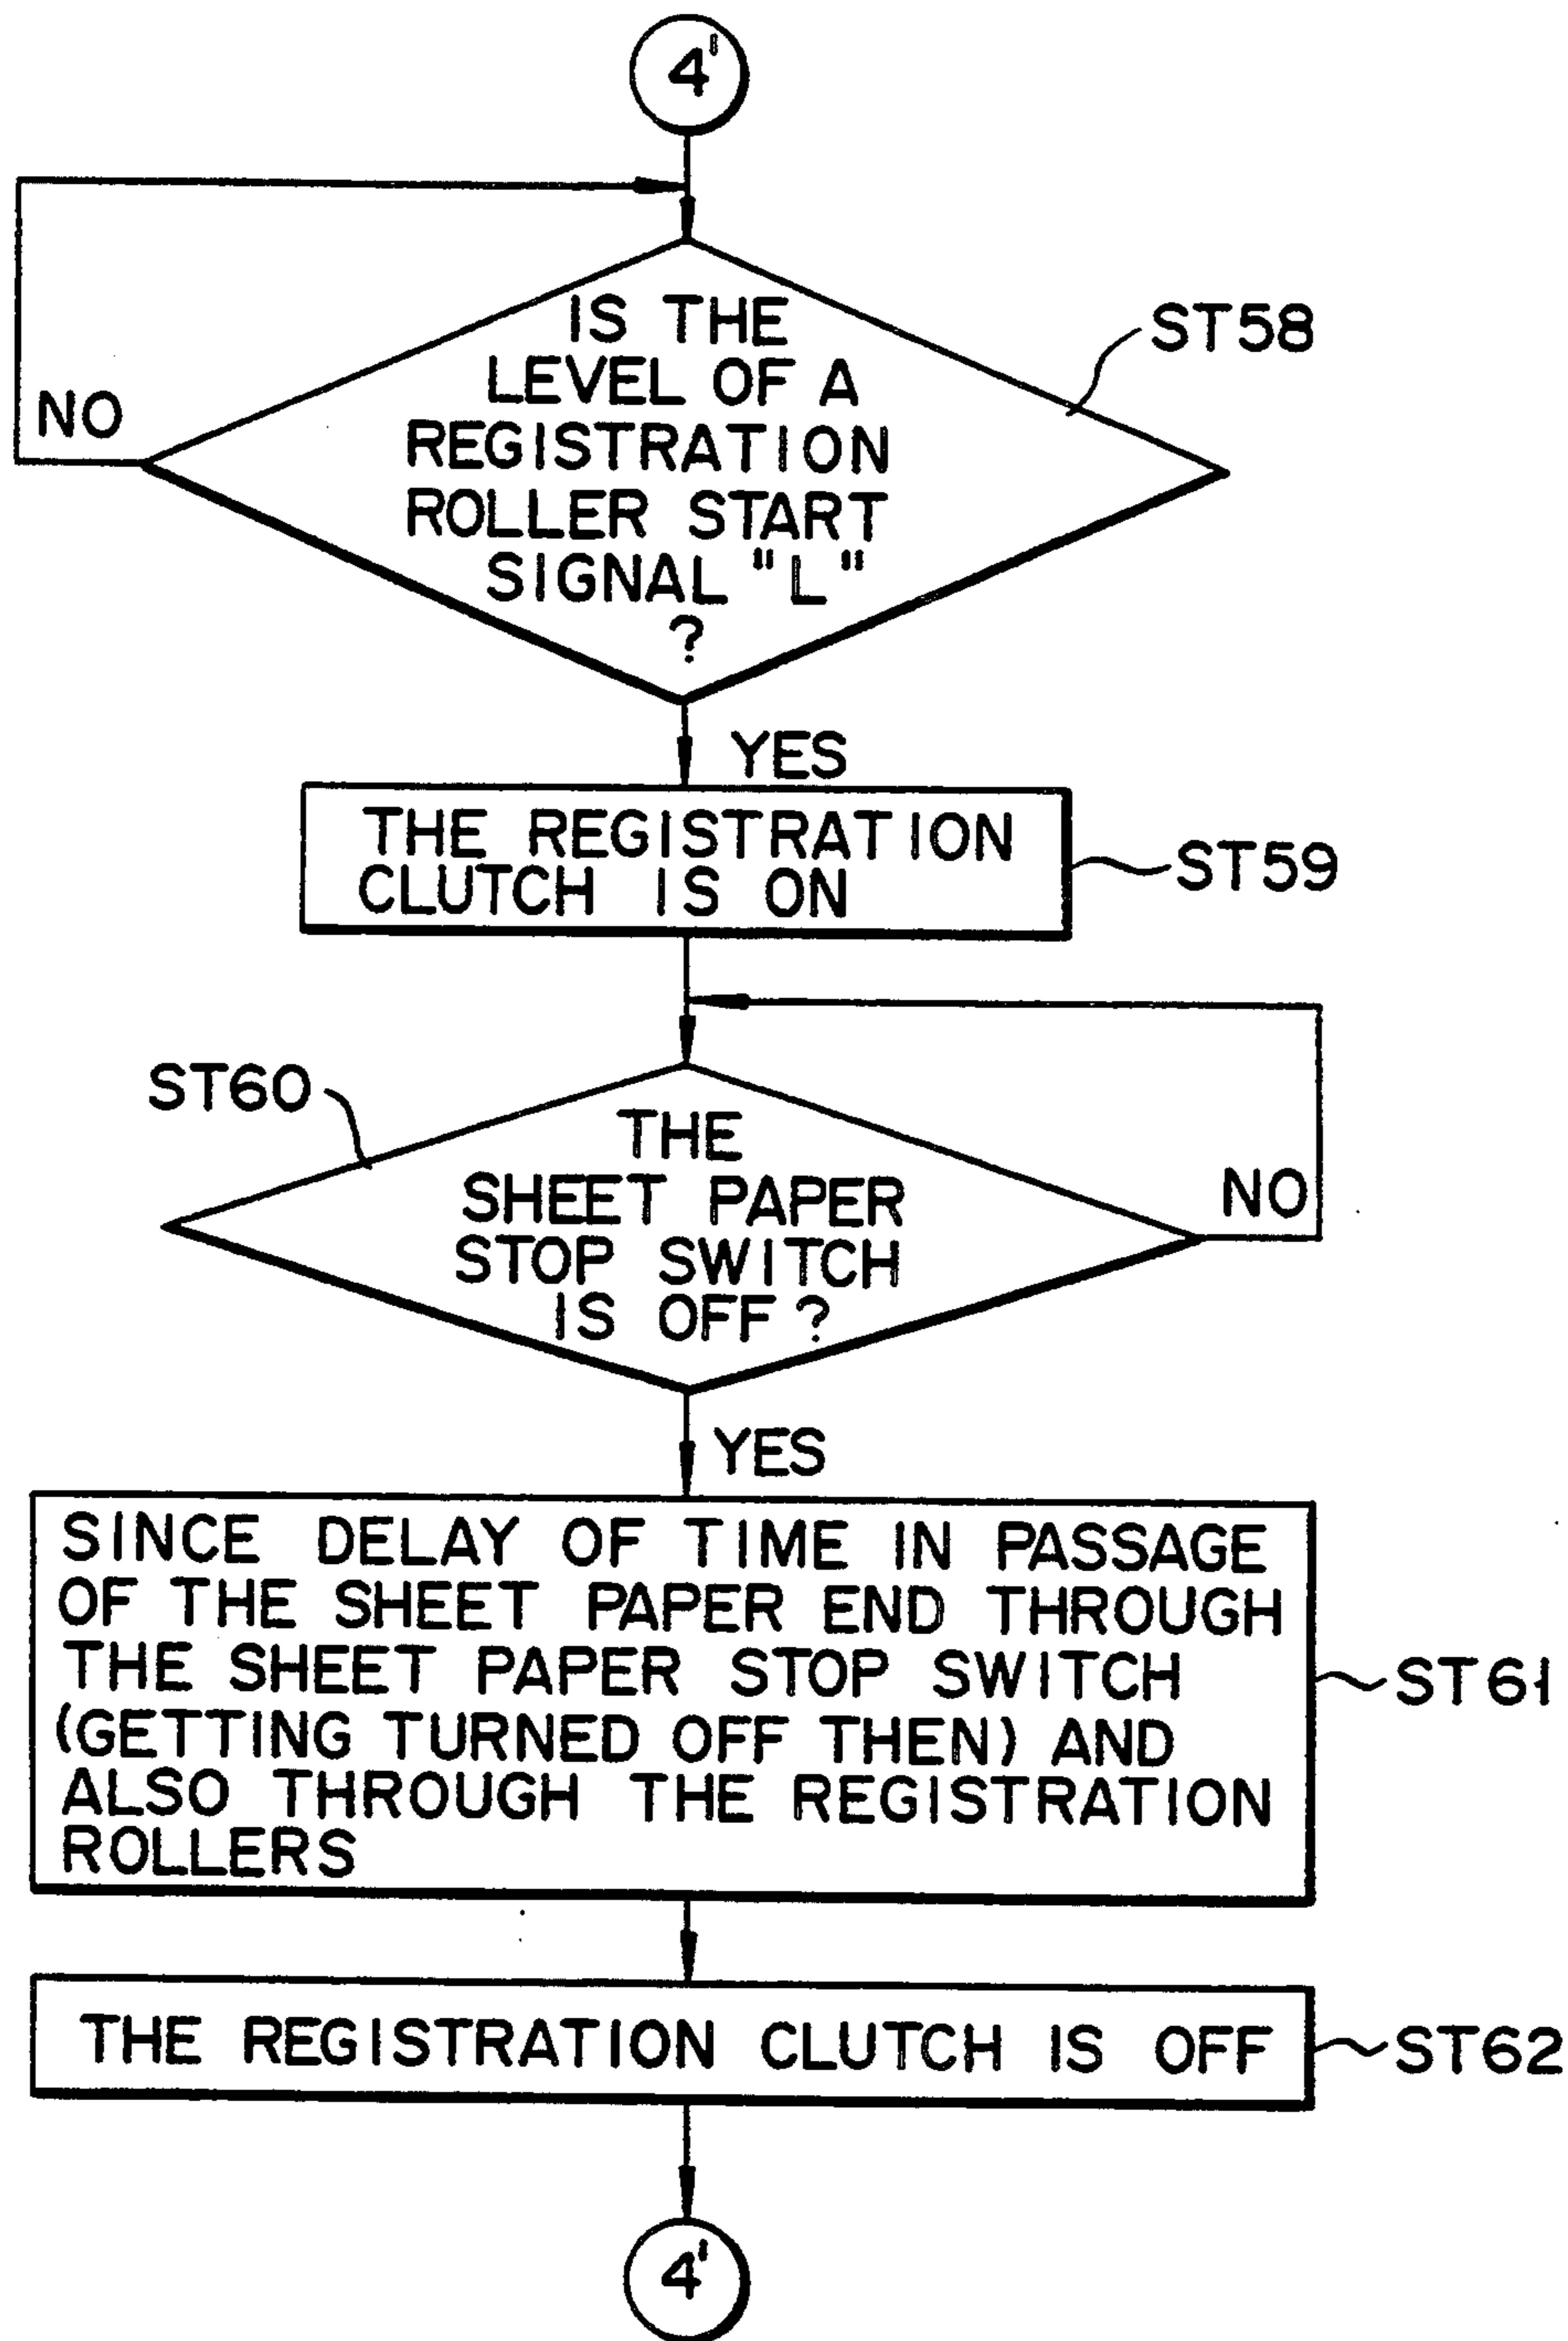 4'
IS THE
LEVEL OF A
REGISTRATION
ROLLER START
SIGNAL "L"
?
ST58
NO
YES
THE REGISTRATION
CLUTCH IS ON
ST59
ST60
THE
SHEET PAPER
STOP SWITCH
IS OFF?
NO
YES
SINCE DELAY OF TIME IN PASSAGE
OF THE SHEET PAPER END THROUGH
THE SHEET PAPER STOP SWITCH
(GETTING TURNED OFF THEN) AND
ALSO THROUGH THE REGISTRATION
ROLLERS
ST61
THE REGISTRATION CLUTCH IS OFF
ST62
4'